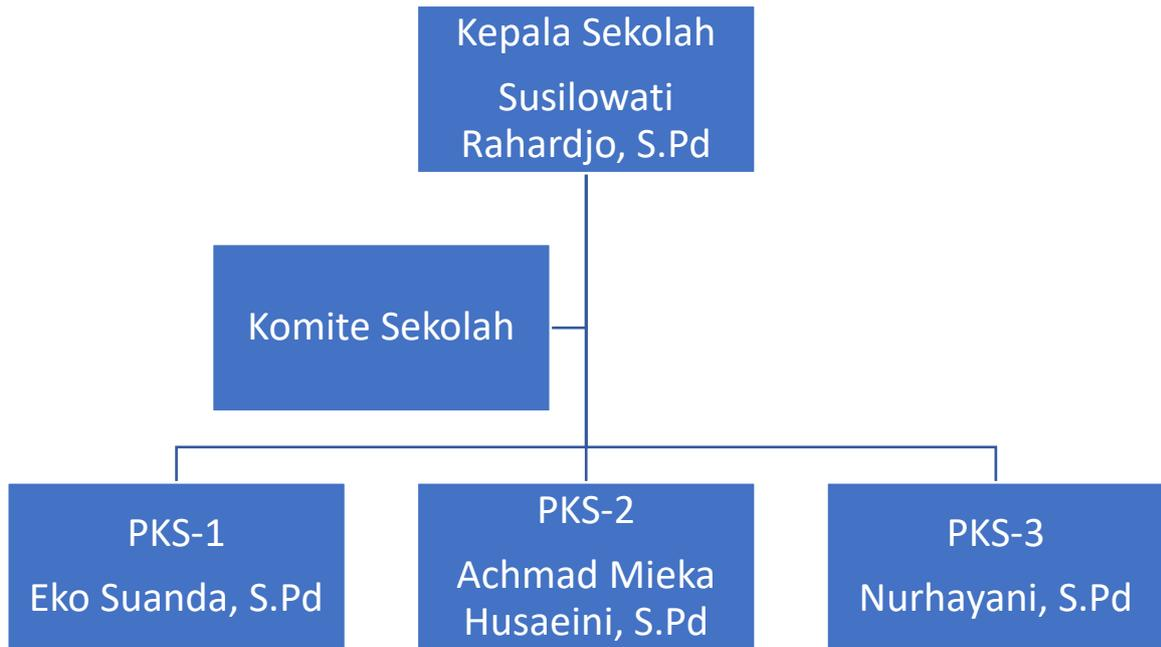 Kepala Sekolah
Susilowati
Rahardjo, S.Pd
Komite Sekolah
PKS-1
Eko Suanda, S.Pd
PKS-2
Achmad Mieka
Husaeini, S.Pd
PKS-3
Nurhayani, S.Pd